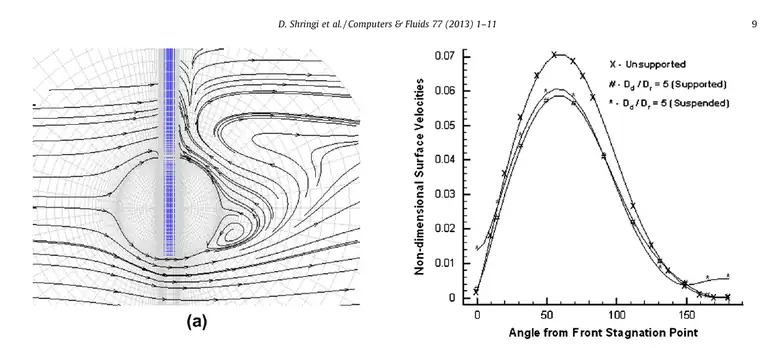 D. Shringi et al. / Computers & Fluids 77 (2013) 1–11
9
(a)
0.07
0.06
0.05
0.04
0.03
0.02
0.01
0
Non-dimensional Surface Velocities
X - Unsupported
# - Dd / Dr = 5 (Supported)
* - Dd / Dr = 5 (Suspended)
0
50
100
150
Angle from Front Stagnation Point